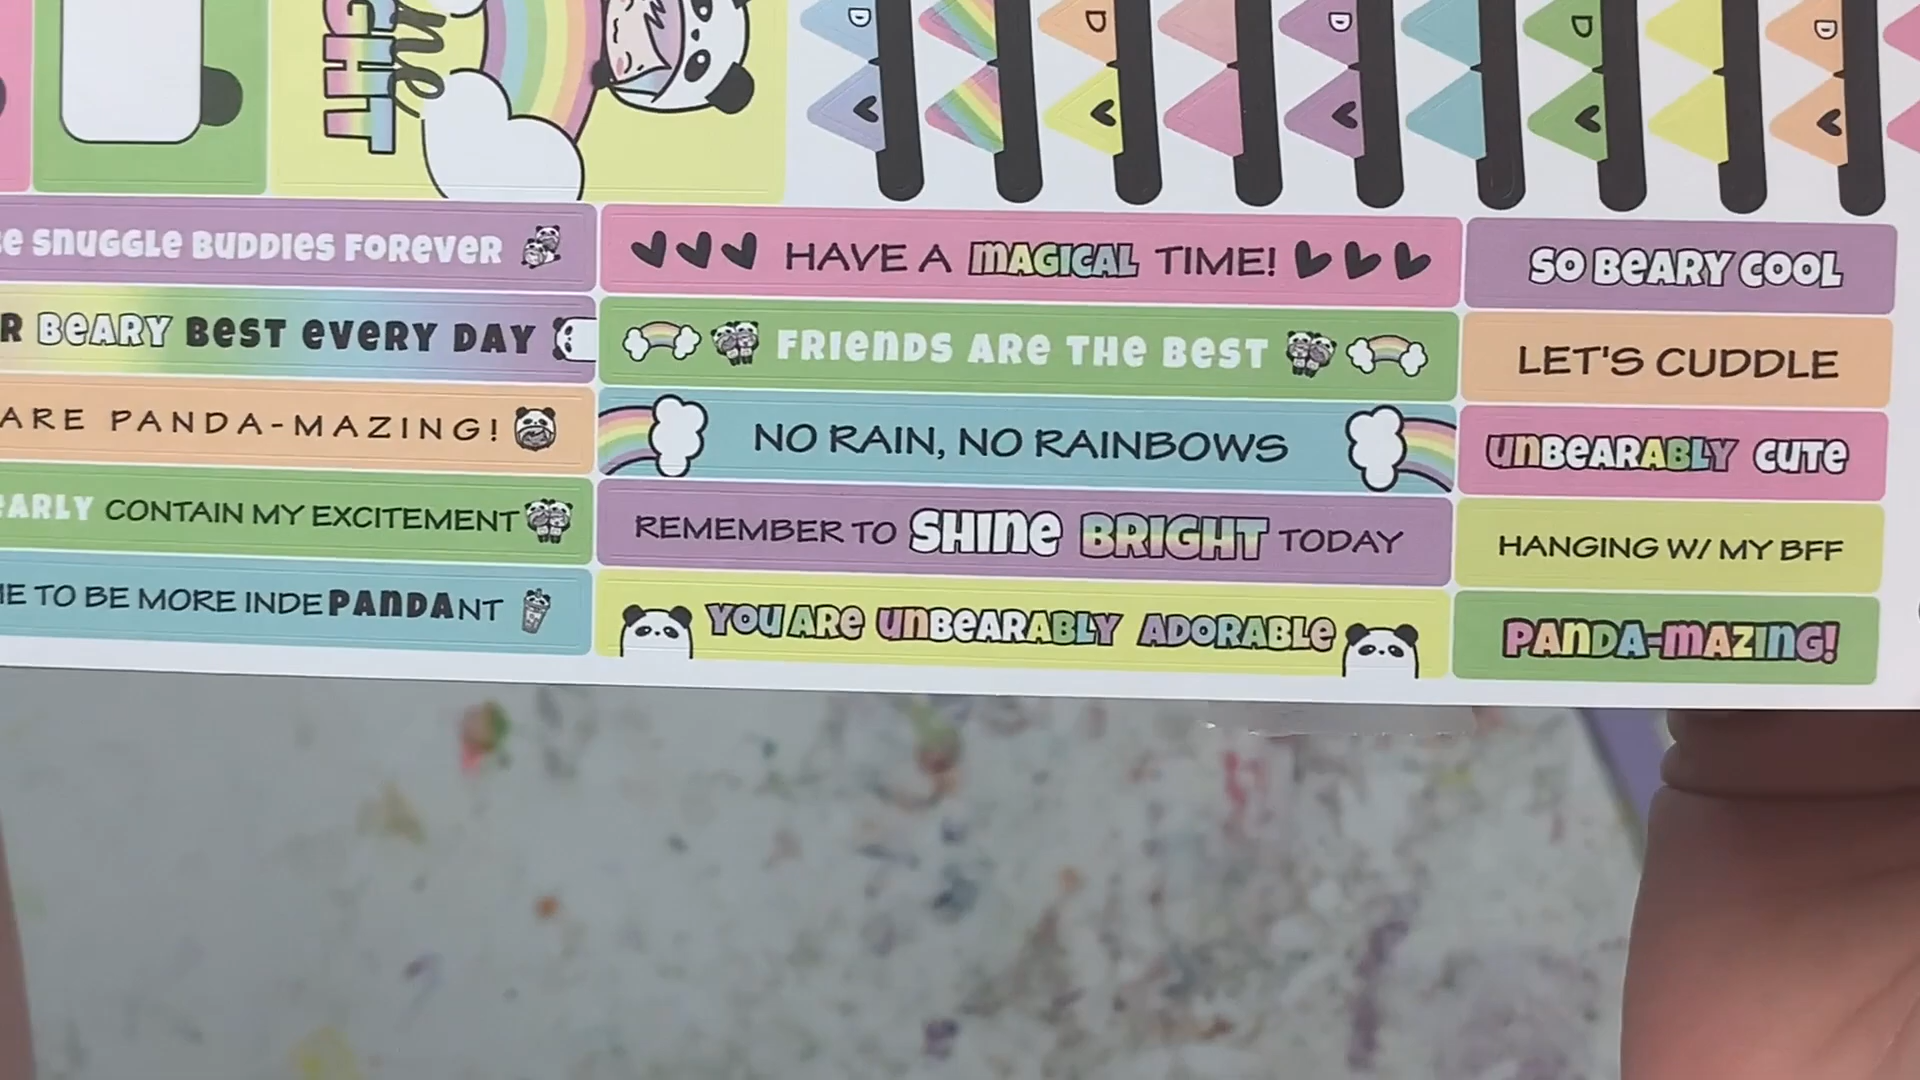 SNUGGLE BUDDIES FOREVER
BEARY BEST EVERY DAY
ARE PANDA-MAZING!
CONTAIN MY EXCITEMENT
TO BE MORE INDEPANDANT
HAVE A MAGICAL TIME!
FRIENDS ARE THE BEST
NO RAIN, NO RAINBOWS
REMEMBER TO SHINE BRIGHT TODAY
YOU ARE UNBEARABLY ADORABLE
SO BEARY COOL
LET'S CUDDLE
UNBEARABLY CUTE
HANGING W/ MY BFF
PANDA-MAZING!